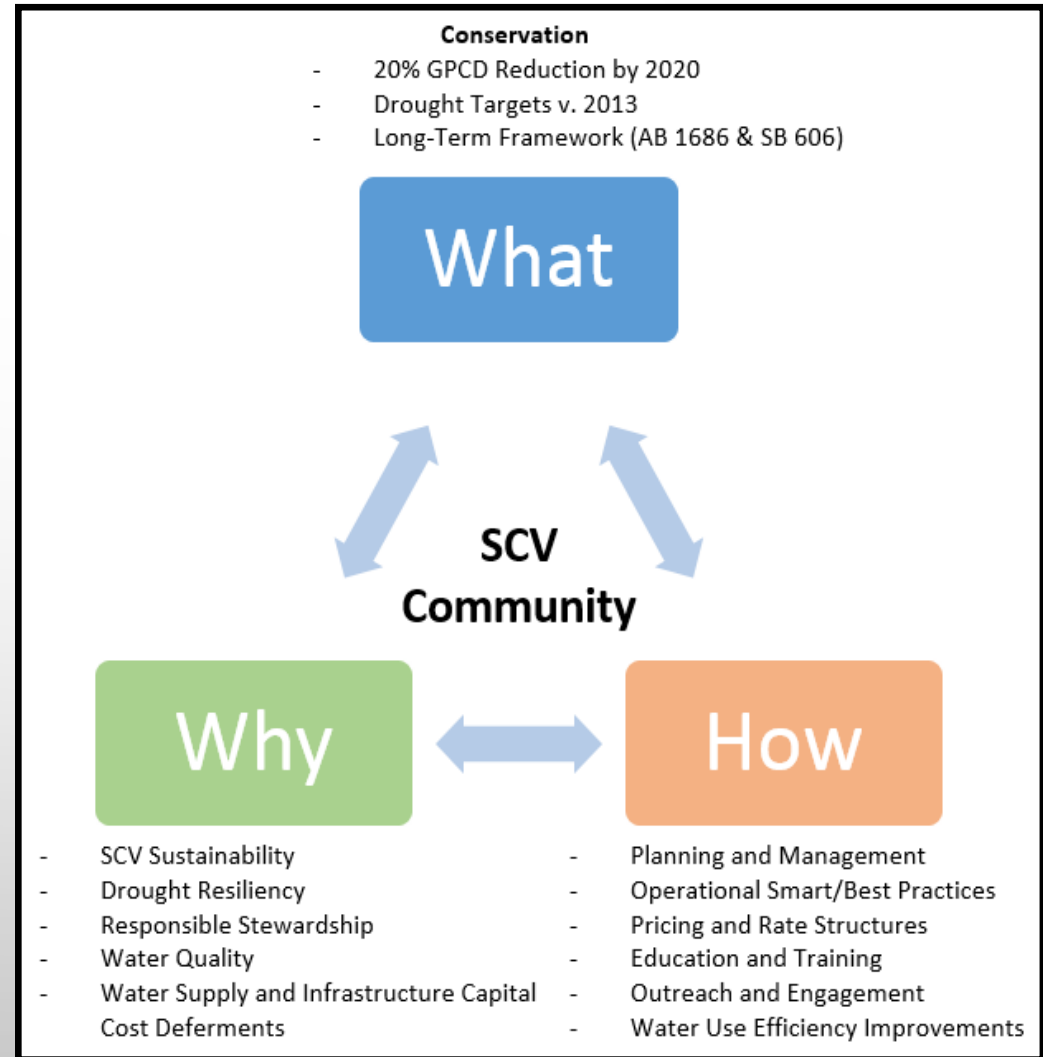 Conservation
- 20% GPCD Reduction by 2020
- Drought Targets v. 2013
- Long-Term Framework (AB 1686 & SB 606)
What
SCV
Community
Why
How
- SCV Sustainability
- Drought Resiliency
- Responsible Stewardship
- Water Quality
- Water Supply and Infrastructure Capital
Cost Deferments
- Planning and Management
- Operational Smart/Best Practices
- Pricing and Rate Structures
- Education and Training
- Outreach and Engagement
- Water Use Efficiency Improvements